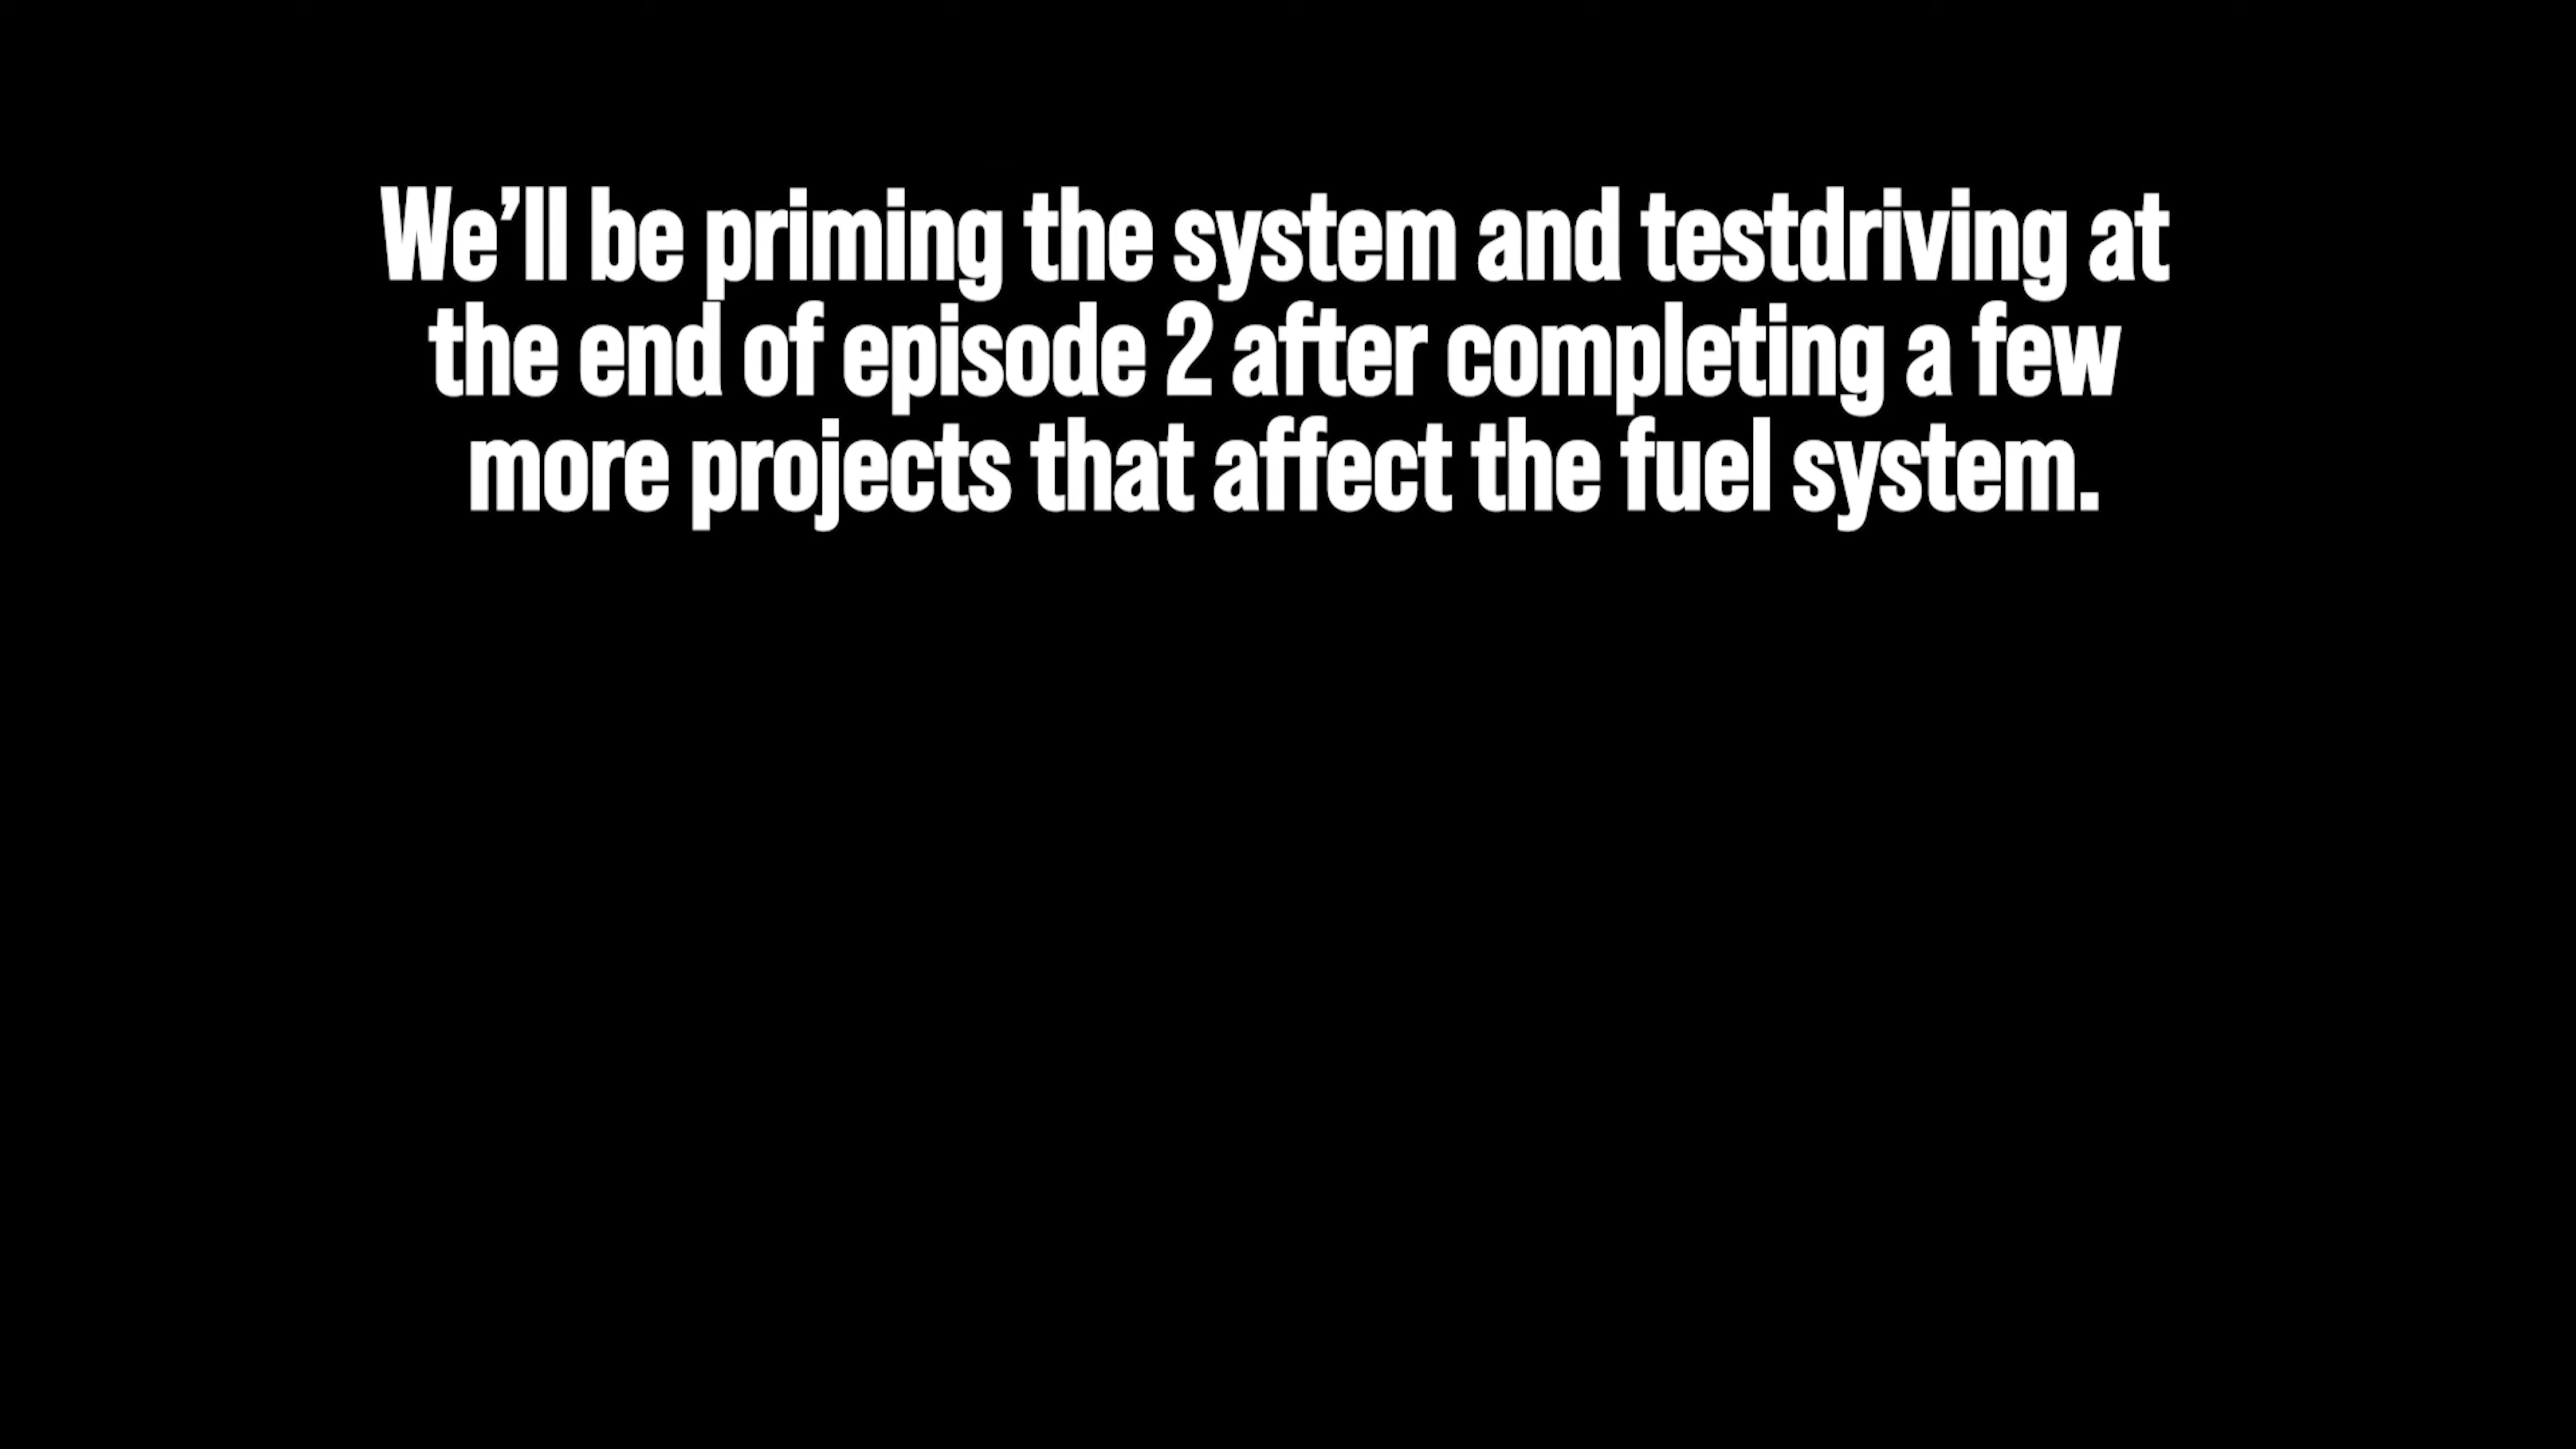 We’ll be priming the system and testdriving at
the end of episode 2 after completing a few
more projects that affect the fuel system.